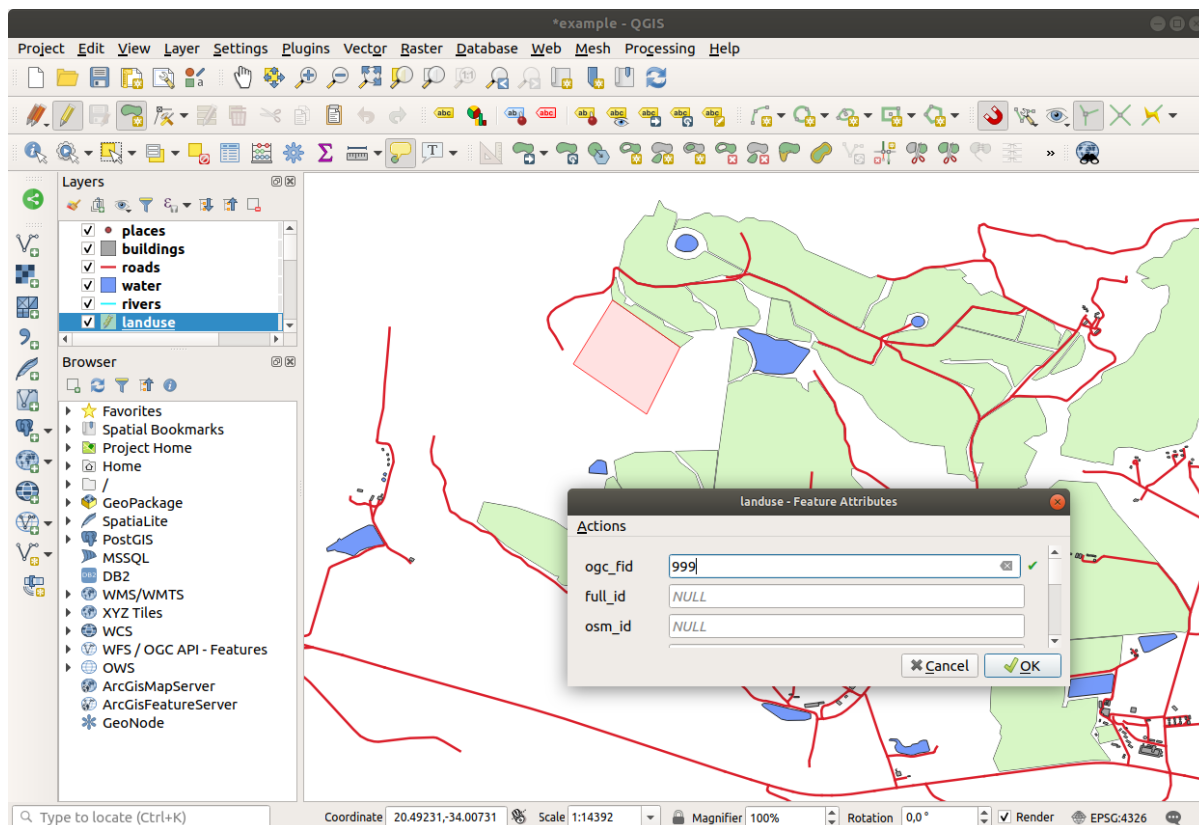 *example - QGIS
Project Edit View Layer Settings Plugins Vector Raster Database Web Mesh Processing Help
Layers
places
buildings
roads
water
rivers
landuse
Browser
Favorites
Spatial Bookmarks
Project Home
Home
/
GeoPackage
SpatiaLite
PostGIS
MSSQL
DB2
WMS/WMTS
XYZ Tiles
WCS
WFS / OGC API - Features
OWS
ArcGisMapServer
ArcGisFeatureServer
GeoNode
landuse - Feature Attributes
Actions
ogc_fid 999
full_id NULL
osm_id NULL
Cancel OK
Type to locate (Ctrl+K) Coordinate 20.49231,-34.00731 Scale 1:14392 Magnifier 100% Rotation 0,0 ° Render EPSG:4326